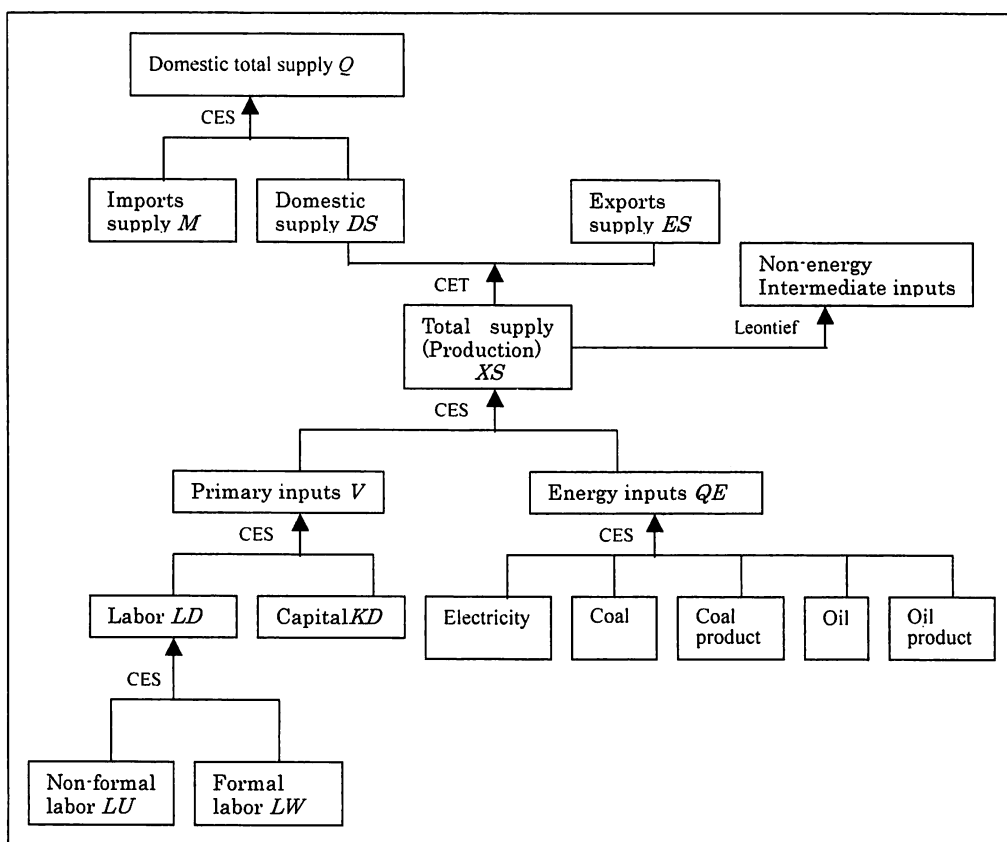 Domestic total supply Q
CES
Imports
supply M
Domestic
supply DS
Exports
supply ES
CET
Non-energy
Intermediate inputs
Leontief
Total supply
(Production)
XS
CES
Primary inputs V
Energy inputs QE
CES
CES
Labor LD
Capital KD
Electricity
Coal
Coal
product
Oil
Oil
product
CES
Non-formal
labor LU
Formal
labor LW